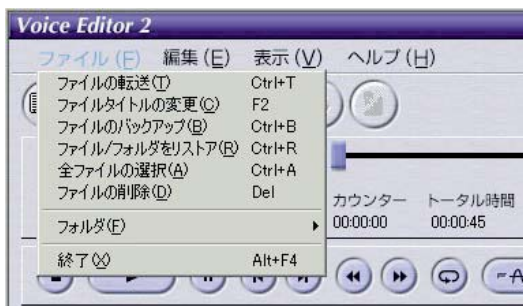 Voice Editor 2
ファイル (F) 編集 (E) 表示 (V) ヘルプ (H)
ファイルの転送(T) Ctrl+T
ファイルタイトルの変更(C) F2
ファイルのバックアップ(B) Ctrl+B
ファイル/フォルダをリストア(R) Ctrl+R
全ファイルの選択(A) Ctrl+A
ファイルの削除(D) Del
フォルダ(F)
終了(X) Alt+F4
カウンター トータル時間
00:00:00 00:00:45
A